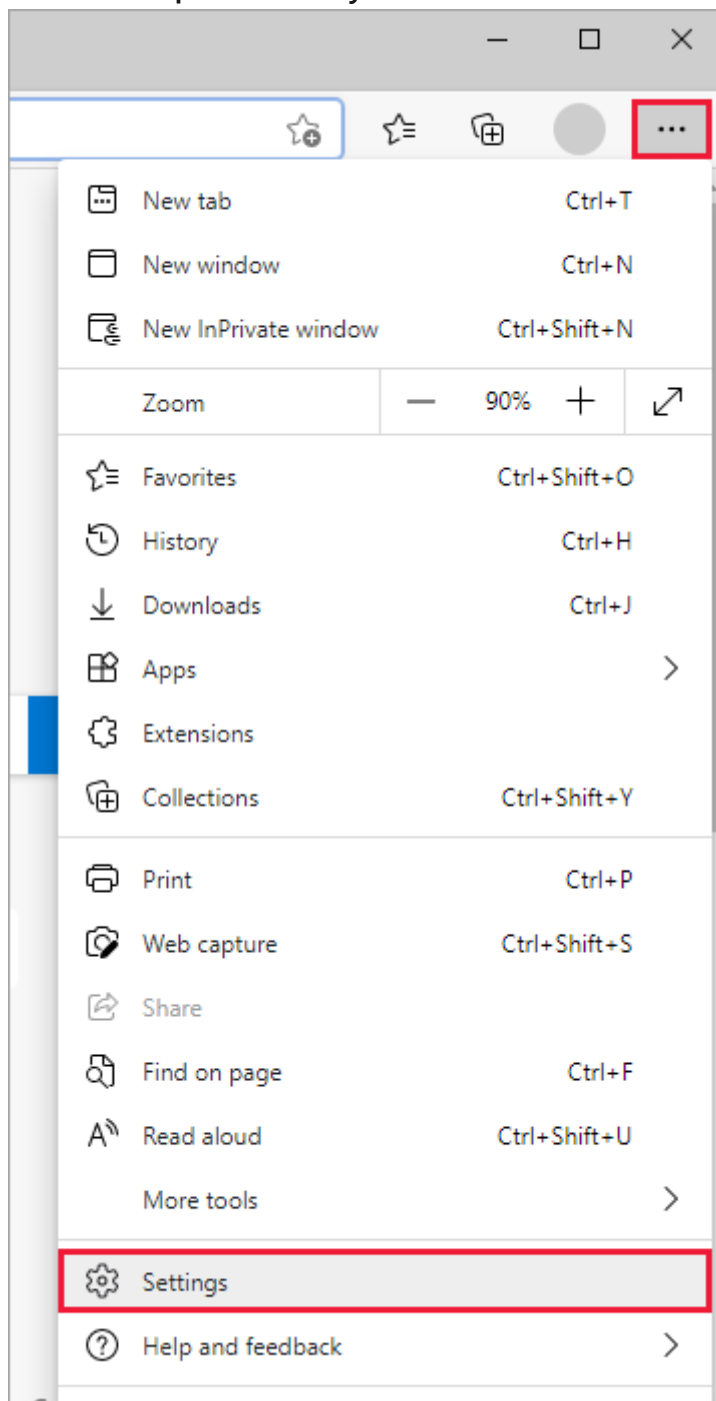 New tab Ctrl+T
New window Ctrl+N
New InPrivate window Ctrl+Shift+N
Zoom — 90% +
Favorites Ctrl+Shift+O
History Ctrl+H
Downloads Ctrl+J
Apps
Extensions
Collections Ctrl+Shift+Y
Print Ctrl+P
Web capture Ctrl+Shift+S
Share
Find on page Ctrl+F
Read aloud Ctrl+Shift+U
More tools
Settings
Help and feedback